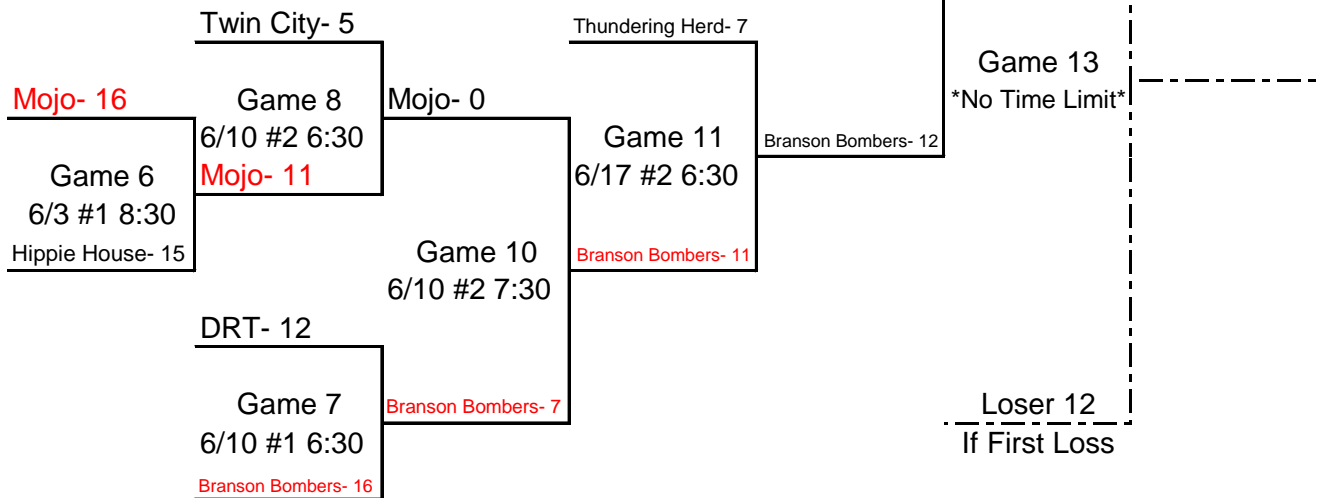 Twin City- 5
Thundering Herd- 7
Game 13
*No Time Limit*
Mojo- 16
Game 8
6/10 #2 6:30
Mojo- 0
Game 11
6/17 #2 6:30
Branson Bombers- 12
Game 6
6/3 #1 8:30
Mojo- 11
Hippie House- 15
Game 10
6/10 #2 7:30
Branson Bombers- 11
DRT- 12
Game 7
6/10 #1 6:30
Branson Bombers- 7
Loser 12
If First Loss
Branson Bombers- 16